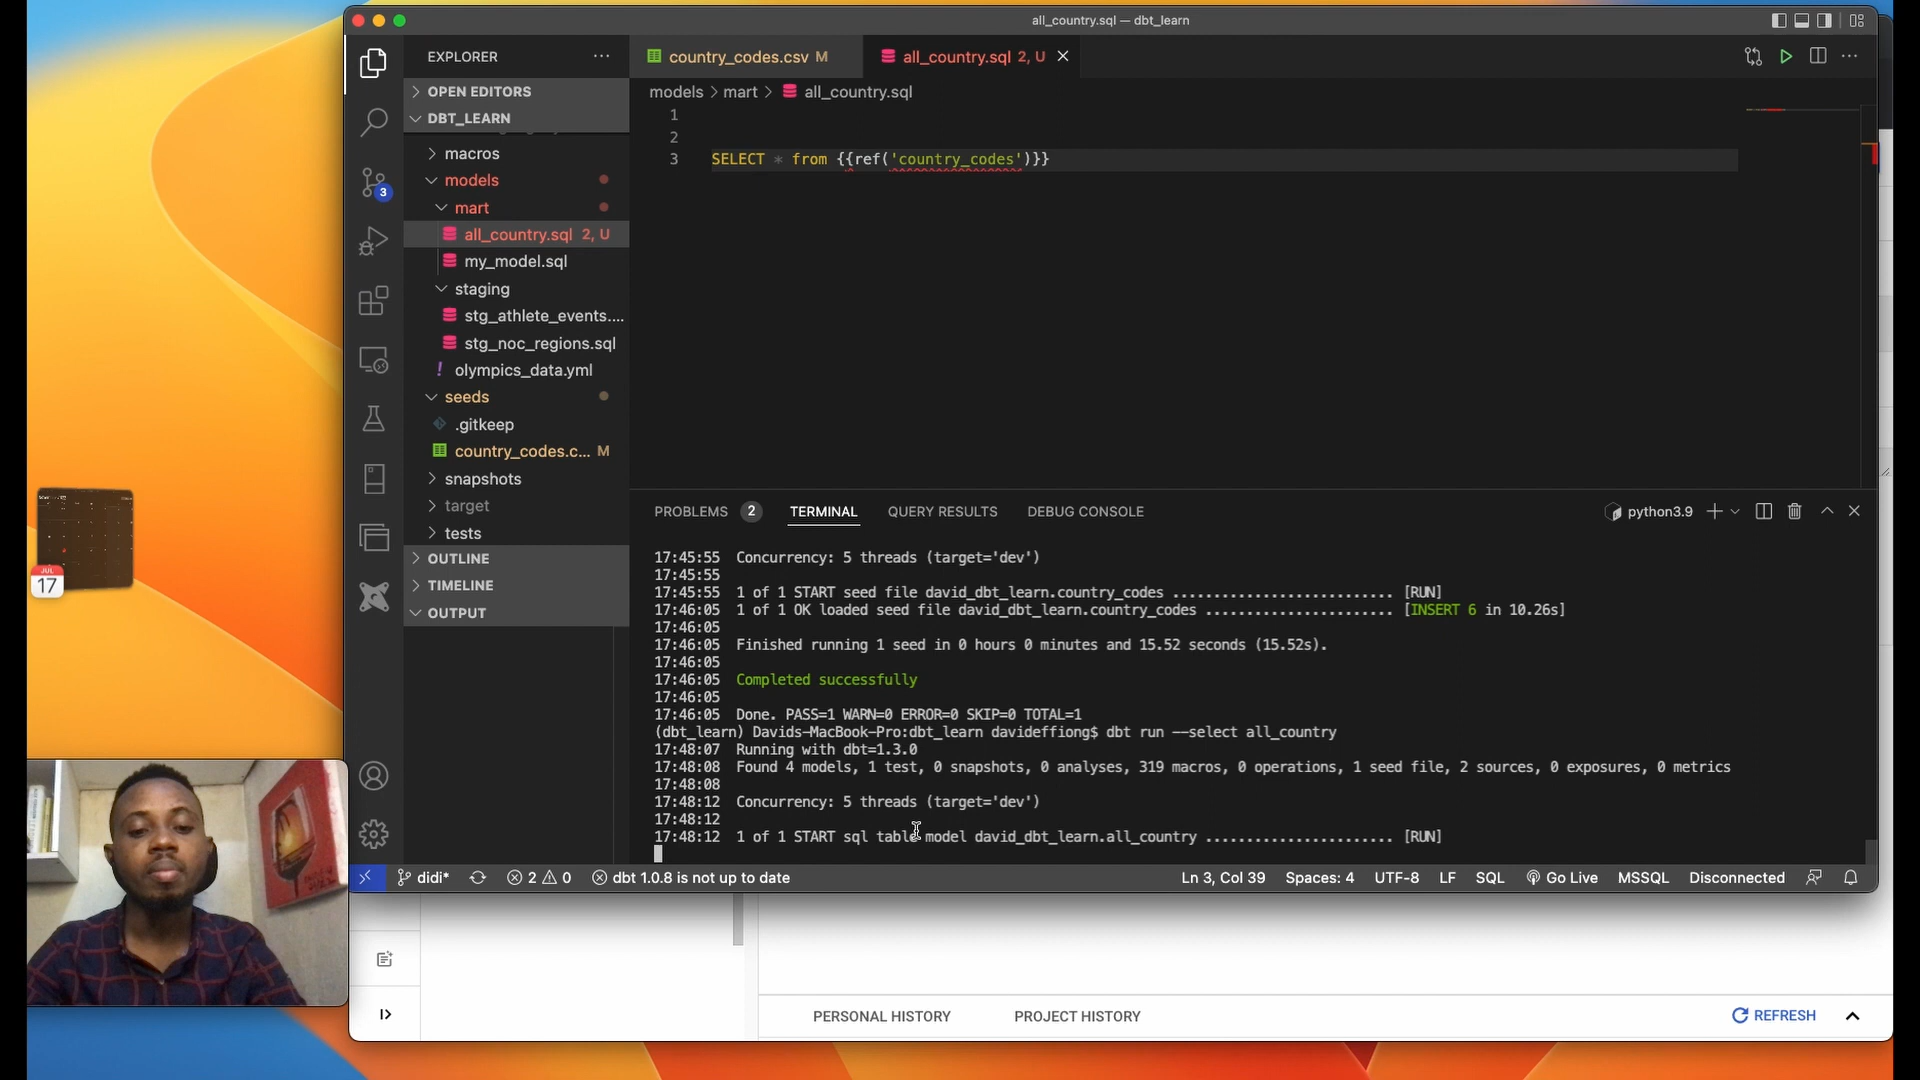 all_country.sql — dbt_learn
EXPLORER
country_codes.csv M
all_country.sql 2, U
OPEN EDITORS
models > mart > all_country.sql
DBT_LEARN
macros
models
mart
all_country.sql 2, U
my_model.sql
staging
stg_athlete_events....
stg_noc_regions.sql
olympics_data.yml
seeds
.gitkeep
country_codes.c... M
snapshots
target
tests
OUTLINE
TIMELINE
OUTPUT
3
1
2
3 SELECT * from {{ref('country_codes')}}
PROBLEMS 2 TERMINAL QUERY RESULTS DEBUG CONSOLE python3.9
17:45:55 Concurrency: 5 threads (target='dev')
17:45:55
17:45:55 1 of 1 START seed file david_dbt_learn.country_codes ........................... [RUN]
17:46:05 1 of 1 OK loaded seed file david_dbt_learn.country_codes ....................... [INSERT 6 in 10.26s]
17:46:05
17:46:05 Finished running 1 seed in 0 hours 0 minutes and 15.52 seconds (15.52s).
17:46:05
17:46:05 Completed successfully
17:46:05
17:46:05 Done. PASS=1 WARN=0 ERROR=0 SKIP=0 TOTAL=1
(dbt_learn) Davids-MacBook-Pro:dbt_learn davideffiong$ dbt run --select all_country
17:48:07 Running with dbt=1.3.0
17:48:08 Found 4 models, 1 test, 0 snapshots, 0 analyses, 319 macros, 0 operations, 1 seed file, 2 sources, 0 exposures, 0 metrics
17:48:08
17:48:12 Concurrency: 5 threads (target='dev')
17:48:12
17:48:12 1 of 1 START sql table model david_dbt_learn.all_country ....................... [RUN]
didi* 2 0 dbt 1.0.8 is not up to date Ln 3, Col 39 Spaces: 4 UTF-8 LF SQL Go Live MSSQL Disconnected
JUL
17
PERSONAL HISTORY PROJECT HISTORY REFRESH